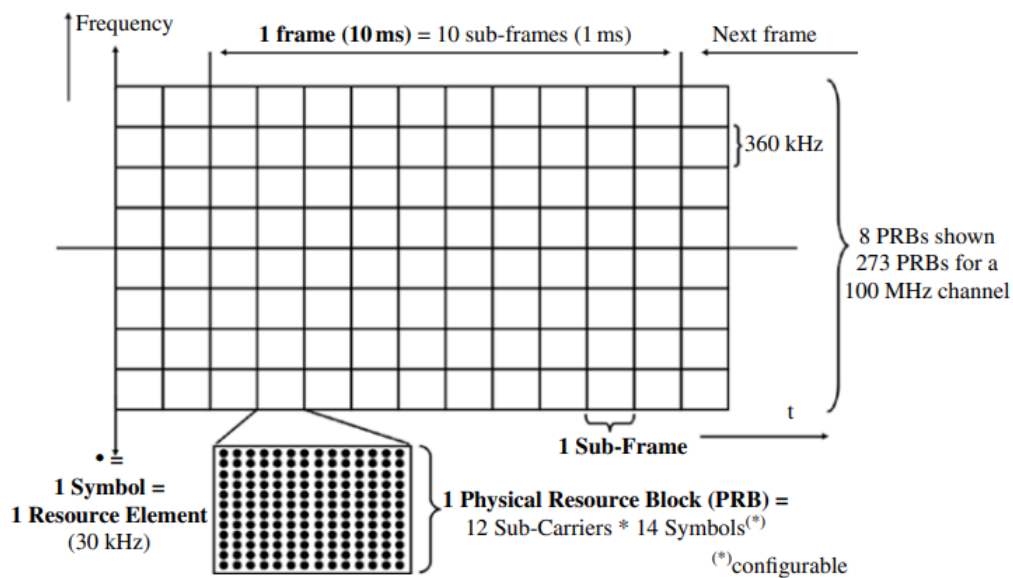 Frequency
1 frame (10 ms) = 10 sub-frames (1 ms)
Next frame
360 kHz
8 PRBs shown
273 PRBs for a
100 MHz channel
t
1 Sub-Frame
• =
1 Symbol =
1 Resource Element
(30 kHz)
1 Physical Resource Block (PRB) =
12 Sub-Carriers * 14 Symbols(*)
(*)configurable